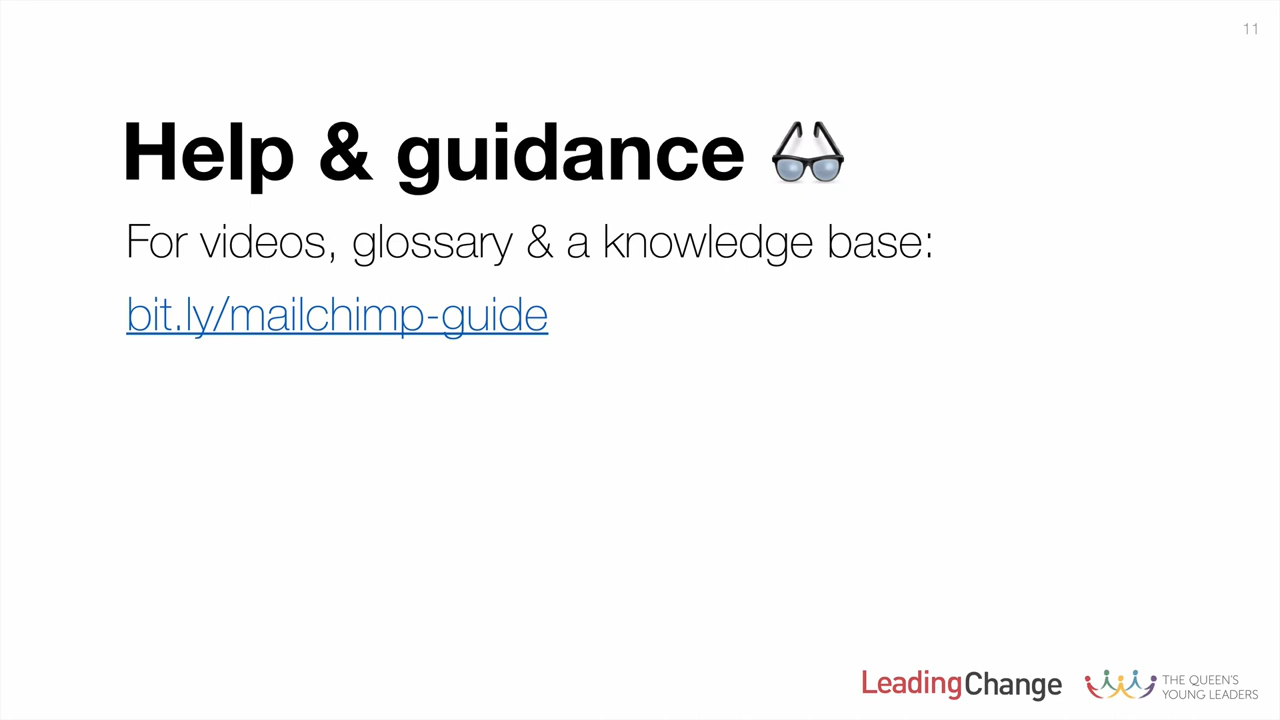 11
Help & guidance
For videos, glossary & a knowledge base:
bit.ly/mailchimp-guide
LeadingChange
THE QUEEN'S
YOUNG LEADERS